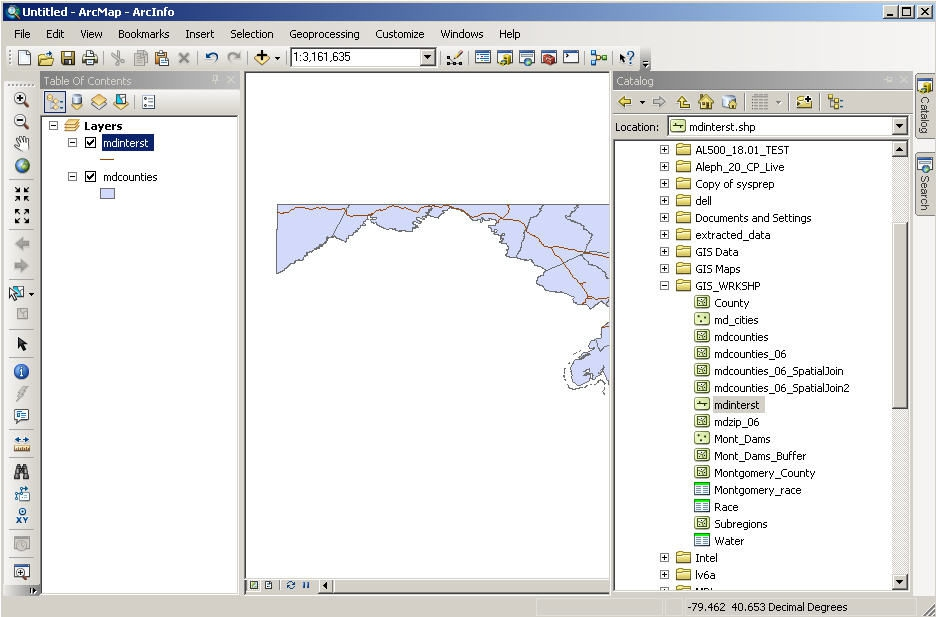 Untitled - ArcMap - ArcInfo
File Edit View Bookmarks Insert Selection Geoprocessing Customize Windows Help
1:3,161,635
Table Of Contents
Layers
mdinterst
mdcounties
Catalog
Location: mdinterst.shp
AL500_18.01_TEST
Aleph_20_CP_Live
Copy of sysprep
dell
Documents and Settings
extracted_data
GIS Data
GIS Maps
GIS_WRKSHP
County
md_cities
mdcounties
mdcounties_06
mdcounties_06_SpatialJoin
mdcounties_06_SpatialJoin2
mdinterst
mdzip_06
Mont_Dams
Mont_Dams_Buffer
Montgomery_County
Montgomery_race
Race
Subregions
Water
Intel
lv6a
Catalog
Search
XY
-79.462 40.653 Decimal Degrees